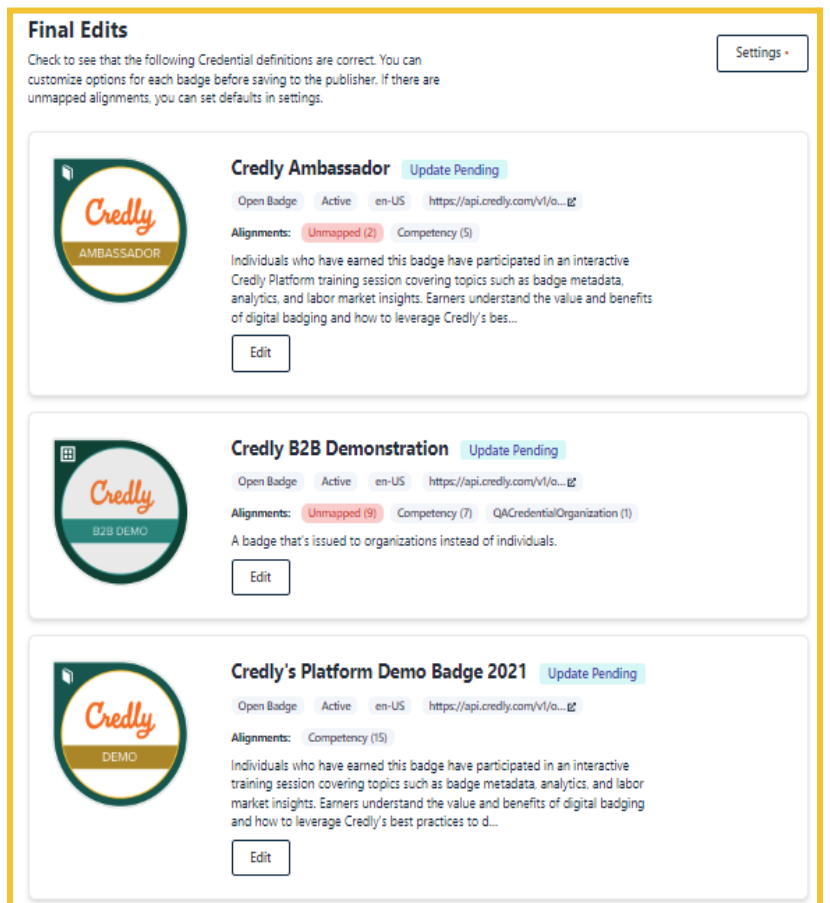 Final Edits
Check to see that the following Credential definitions are correct. You can
customize options for each badge before saving to the publisher. If there are
unmapped alignments, you can set defaults in settings.
Settings •
Credly
AMBASSADOR
Credly Ambassador Update Pending
Open Badge Active en-US https://api.credly.com/v1/o...
Alignments: Unmapped (2) Competency (5)
Individuals who have earned this badge have participated in an interactive
Credly Platform training session covering topics such as badge metadata,
analytics, and labor market insights. Earners understand the value and benefits
of digital badging and how to leverage Credly's bes...
Edit
Credly
B2B DEMO
Credly B2B Demonstration Update Pending
Open Badge Active en-US https://api.credly.com/v1/o...
Alignments: Unmapped (9) Competency (7) QACredentialOrganization (1)
A badge that's issued to organizations instead of individuals.
Edit
Credly
DEMO
Credly's Platform Demo Badge 2021 Update Pending
Open Badge Active en-US https://api.credly.com/v1/o...
Alignments: Competency (15)
Individuals who have earned this badge have participated in an interactive
training session covering topics such as badge metadata, analytics, and labor
market insights. Earners understand the value and benefits of digital badging
and how to leverage Credly's best practices to d...
Edit